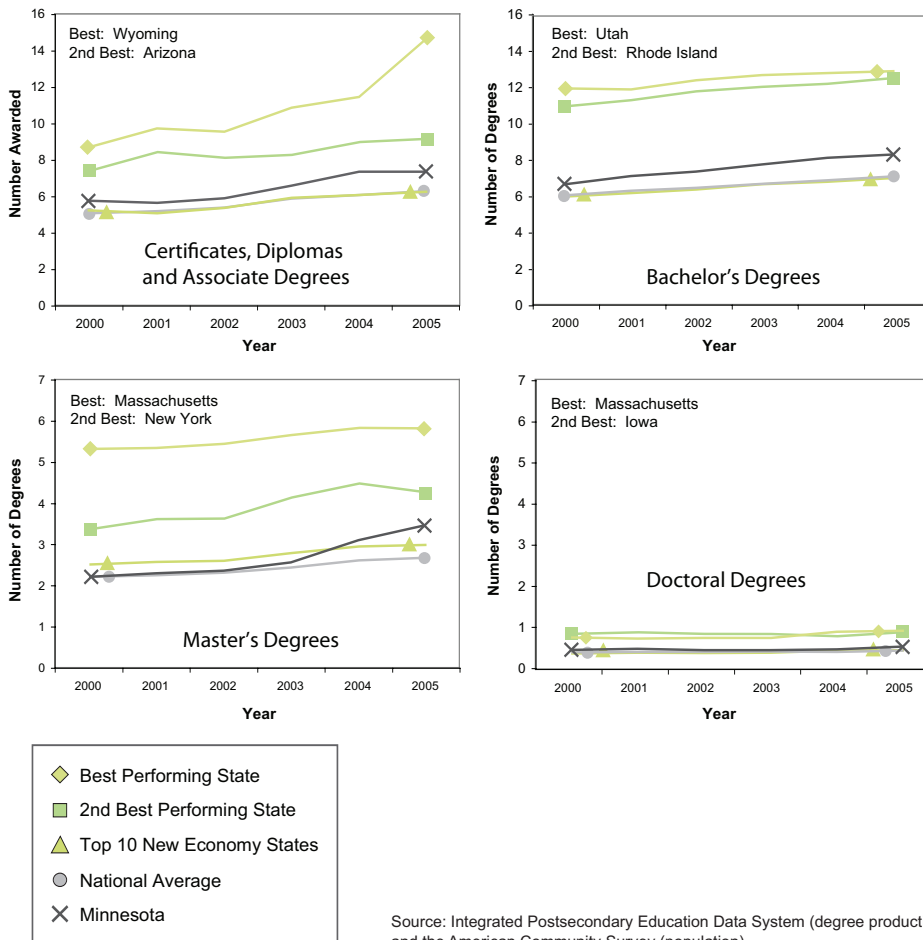 Best: Wyoming
2nd Best: Arizona
Number Awarded
16
14
12
10
8
6
4
2
0
Certificates, Diplomas
and Associate Degrees
2000 2001 2002 2003 2004 2005
Year
Best: Utah
2nd Best: Rhode Island
Number of Degrees
16
14
12
10
8
6
4
2
0
Bachelor's Degrees
2000 2001 2002 2003 2004 2005
Year
Best: Massachusetts
2nd Best: New York
Number of Degrees
7
6
5
4
3
2
1
0
Master's Degrees
2000 2001 2002 2003 2004 2005
Year
Best: Massachusetts
2nd Best: Iowa
Number of Degrees
7
6
5
4
3
2
1
0
Doctoral Degrees
2000 2001 2002 2003 2004 2005
Year
Best Performing State
2nd Best Performing State
Top 10 New Economy States
National Average
Minnesota
Source: Integrated Postsecondary Education Data System (degree product
and the American Community Survey (population)